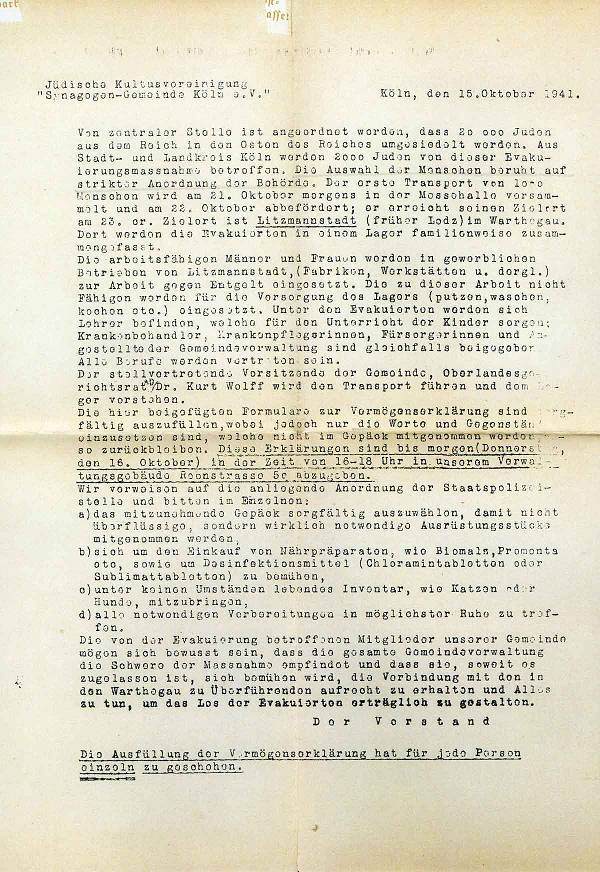 Jüdische Kultusvereinigung
"Synagogen-Gemeinde Köln e.V." Köln, den 15.Oktober 1941.
Von zentraler Stelle ist angeordnet worden, dass 20 000 Juden
aus dem Reich in den Osten des Reiches umgesiedelt werden. Aus
Stadt- und Landkreis Köln werden 2000 Juden von dieser Evaku-
ierungsmassnahme betroffen. Die Auswahl der Menschen beruht auf
strikter Anordnung der Behörde. Der erste Transport von 1000
Menschen wird am 21. Oktober morgens in der Messehalle versam-
melt und am 22. Oktober abbefördert; er erreicht seinen Zielort
am 23. cr. Zielort ist Litzmannstadt (früher Lodz)im Warthegau.
Dort werden die Evakuierten in einem Lager familienweise zusam-
mengefasst.
Die arbeitsfähigen Männer und Frauen werden in gewerblichen
Betrieben von Litzmannstadt,(Fabriken, Werkstätten u. dergl.)
zur Arbeit gegen Entgelt eingesetzt. Die zu dieser Arbeit nicht
Fähigen werden für die Versorgung des Lagers (putzen,waschen,
kochen etc.) eingesetzt. Unter den Evakuierten werden sich
Lehrer befinden, welche für den Unterricht der Kinder sorgen;
Krankenbehandler, Krankenpflegerinnen, Fürsorgerinnen und An-
gestellte der Gemeindeverwaltung sind gleichfalls beigegeben
Alle Berufe werden vertreten sein.
Der stellvertretende Vorsitzende der Gemeinde, Oberlandesge-
richtsrat Dr. Kurt Wolff wird den Transport führen und dem La-
ger vorstehen.
Die hier beigefügten Formulare zur Vermögenserklärung sind sorg-
fältig auszufüllen,wobei jedoch nur die Werte und Gegenstän
einzusetzen sind, welche nicht im Gepäck mitgenommen werden,
so zurückbleiben. Diese Erklärungen sind bis morgen(Donnerstag,
den 16. Oktober) in der Zeit von 16-18 Uhr in unserem Verwal-
tungsgebäude Roonstrasse 50 abzugeben.
Wir verweisen auf die anliegende Anordnung der Staatspolizei-
stelle und bitten im Einzelnen:
a)das mitzunehmende Gepäck sorgfältig auszuwählen, damit nicht
überflüssige, sondern wirklich notwendige Ausrüstungsstücke
mitgenommen werden,
b)sich um den Einkauf von Nährpräparaten, wie Biomalz,Promonta
etc, sowie um Desinfektionsmittel (Chloramintabletten oder
Sublimattabletten) zu bemühen,
c)unter keinen Umständen lebendes Inventar, wie Katzen oder
Hunde, mitzubringen,
d)alle notwendigen Vorbereitungen in möglichster Ruhe zu tref-
fen.
Die von der Evakuierung betroffenen Mitglieder unserer Gemeinde
mögen sich bewusst sein, dass die gesamte Gemeindeverwaltung
die Schwere der Massnahme empfindet und dass sie, soweit es
zugelassen ist, sich bemühen wird, die Verbindung mit den in
den Warthegau zu Überführenden aufrecht zu erhalten und Alles
zu tun, um das Los der Evakuierten erträglich zu gestalten.
Der Vorstand
Die Ausfüllung der Vermögenserklärung hat für jede Person
einzeln zu geschehen.